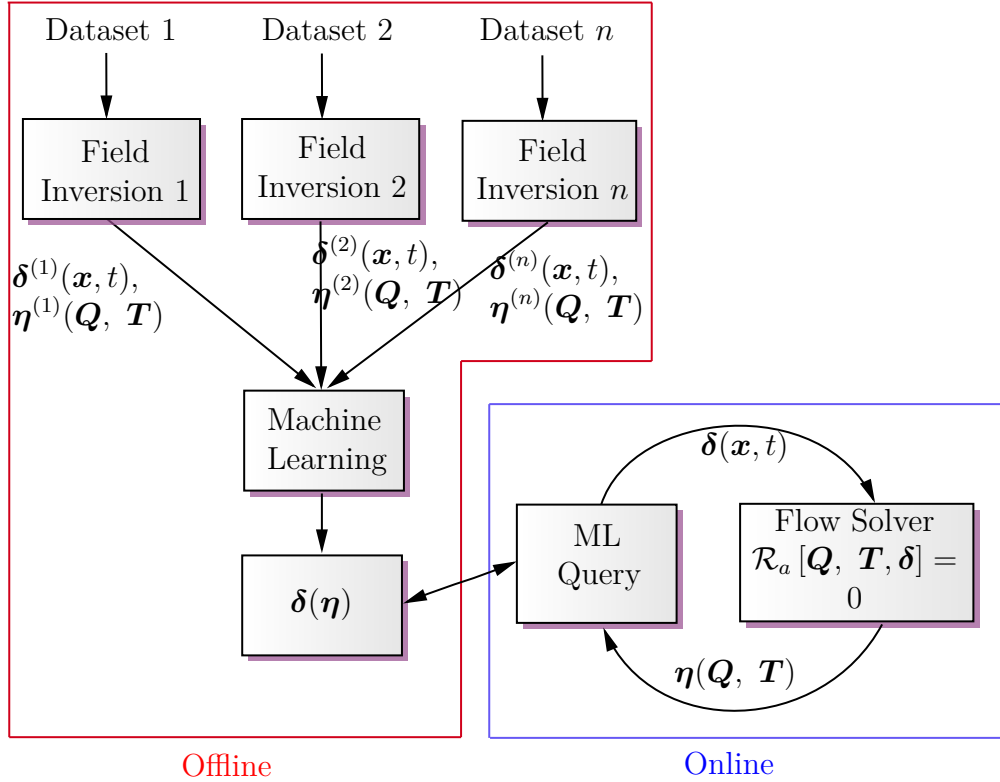 Dataset 1
Dataset 2
Dataset n
Field
Inversion 1
Field
Inversion 2
Field
Inversion n
δ⁽¹⁾(x, t),
η⁽¹⁾(Q, T)
δ⁽²⁾(x, t),
η⁽²⁾(Q, T)
δ⁽ⁿ⁾(x, t),
η⁽ⁿ⁾(Q, T)
Machine
Learning
δ(η)
δ(x, t)
ML
Query
Flow Solver
ℛₐ [Q, T, δ] =
0
η(Q, T)
Offline
Online